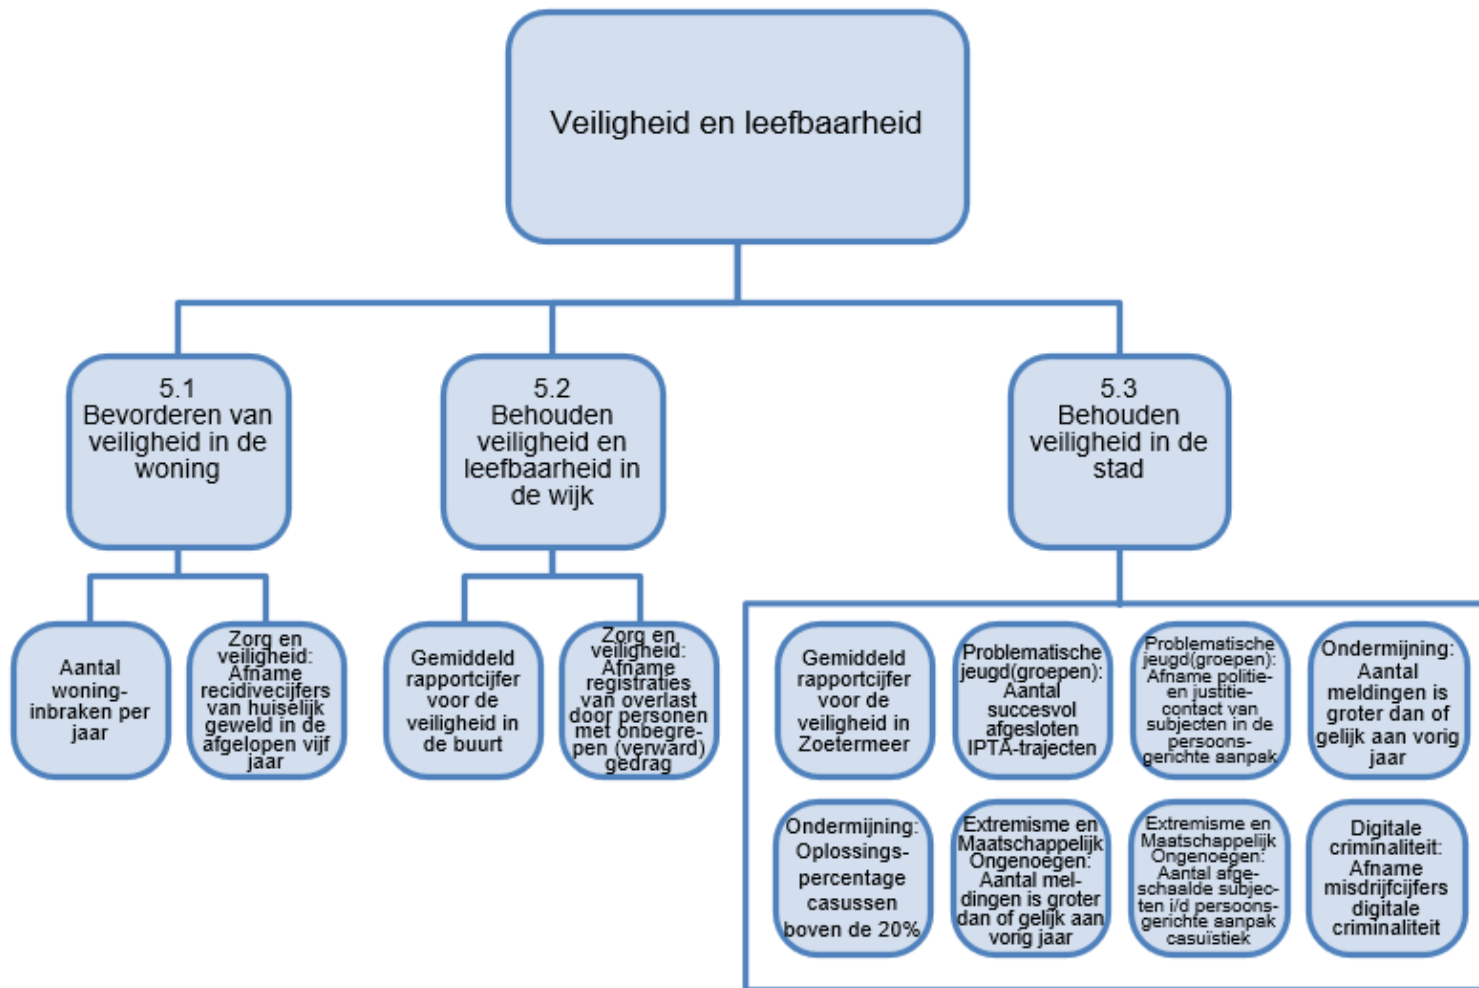 Veiligheid en leefbaarheid
5.1
Bevorderen van
veiligheid in de
woning
5.2
Behouden
veiligheid en
leefbaarheid in
de wijk
5.3
Behouden
veiligheid in de
stad
Aantal
woning-
inbraken per
jaar
Zorg en
veiligheid:
Afname
recidivecijfers
van huiselijk
geweld in de
afgelopen vijf
jaar
Gemiddeld
rapportcijfer
voor de
veiligheid in
de buurt
Zorg en
veiligheid:
Afname
registraties
van overlast
door personen
met onbegre-
pen (verward)
gedrag
Gemiddeld
rapportcijfer
voor de
veiligheid in
Zoetermeer
Problematische
jeugd(groepen):
Aantal
succesvol
afgesloten
IPTA-trajecten
Problematische
jeugd(groepen):
Afname politie-
en justitie-
contact van
subjecten in de
persoons-
gerichte aanpak
Ondermijning:
Aantal
meldingen is
groter dan of
gelijk aan vorig
jaar
Ondermijning:
Oplossings-
percentage
casussen
boven de 20%
Extremisme en
Maatschappelijk
Ongenoegen:
Aantal mel-
dingen is groter
dan of gelijk aan
vorig jaar
Extremisme en
Maatschappelijk
Ongenoegen:
Aantal afge-
schaalde subjec-
ten i/d persoons-
gerichte aanpak
casuïstiek
Digitale
criminaliteit:
Afname
misdrijfcijfers
digitale
criminaliteit